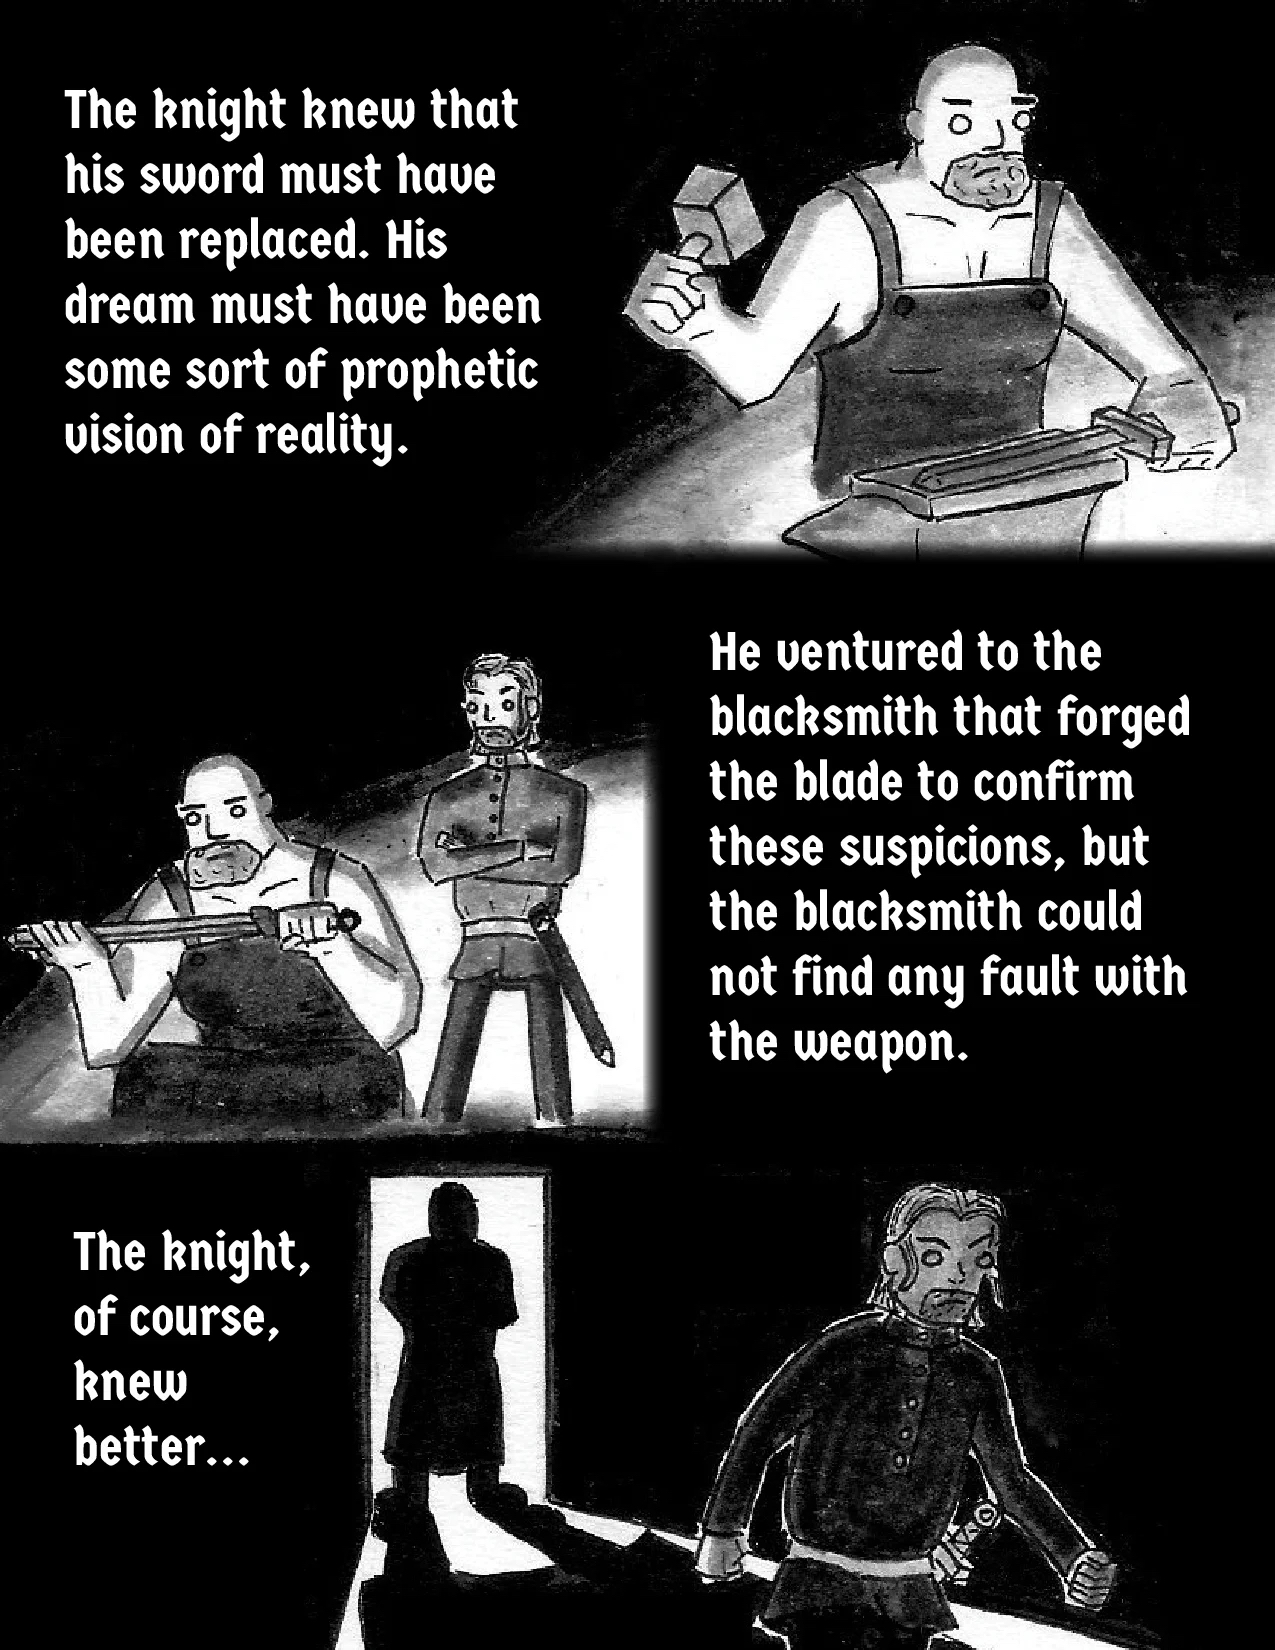 The knight knew that
his sword must have
been replaced. His
dream must have been
some sort of prophetic
vision of reality.
He ventured to the
blacksmith that forged
the blade to confirm
these suspicions, but
the blacksmith could
not find any fault with
the weapon.
The knight,
of course,
knew
better...